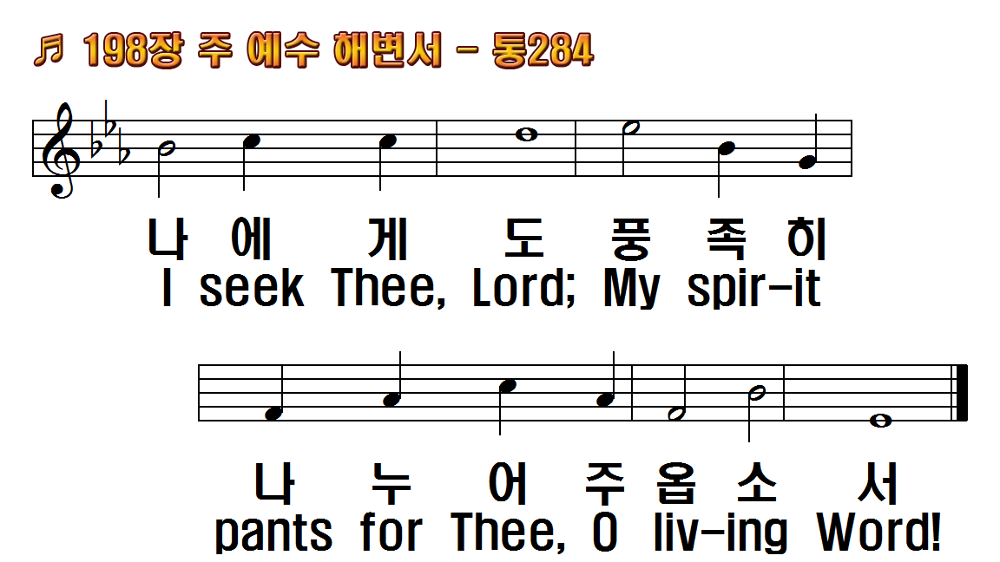 ♬ 198장 주 예수 해변서 - 통284
나 에 게 도 풍 족 히
I seek Thee, Lord; My spir-it
나 누 어 주 옵 소 서
pants for Thee, O liv-ing Word!